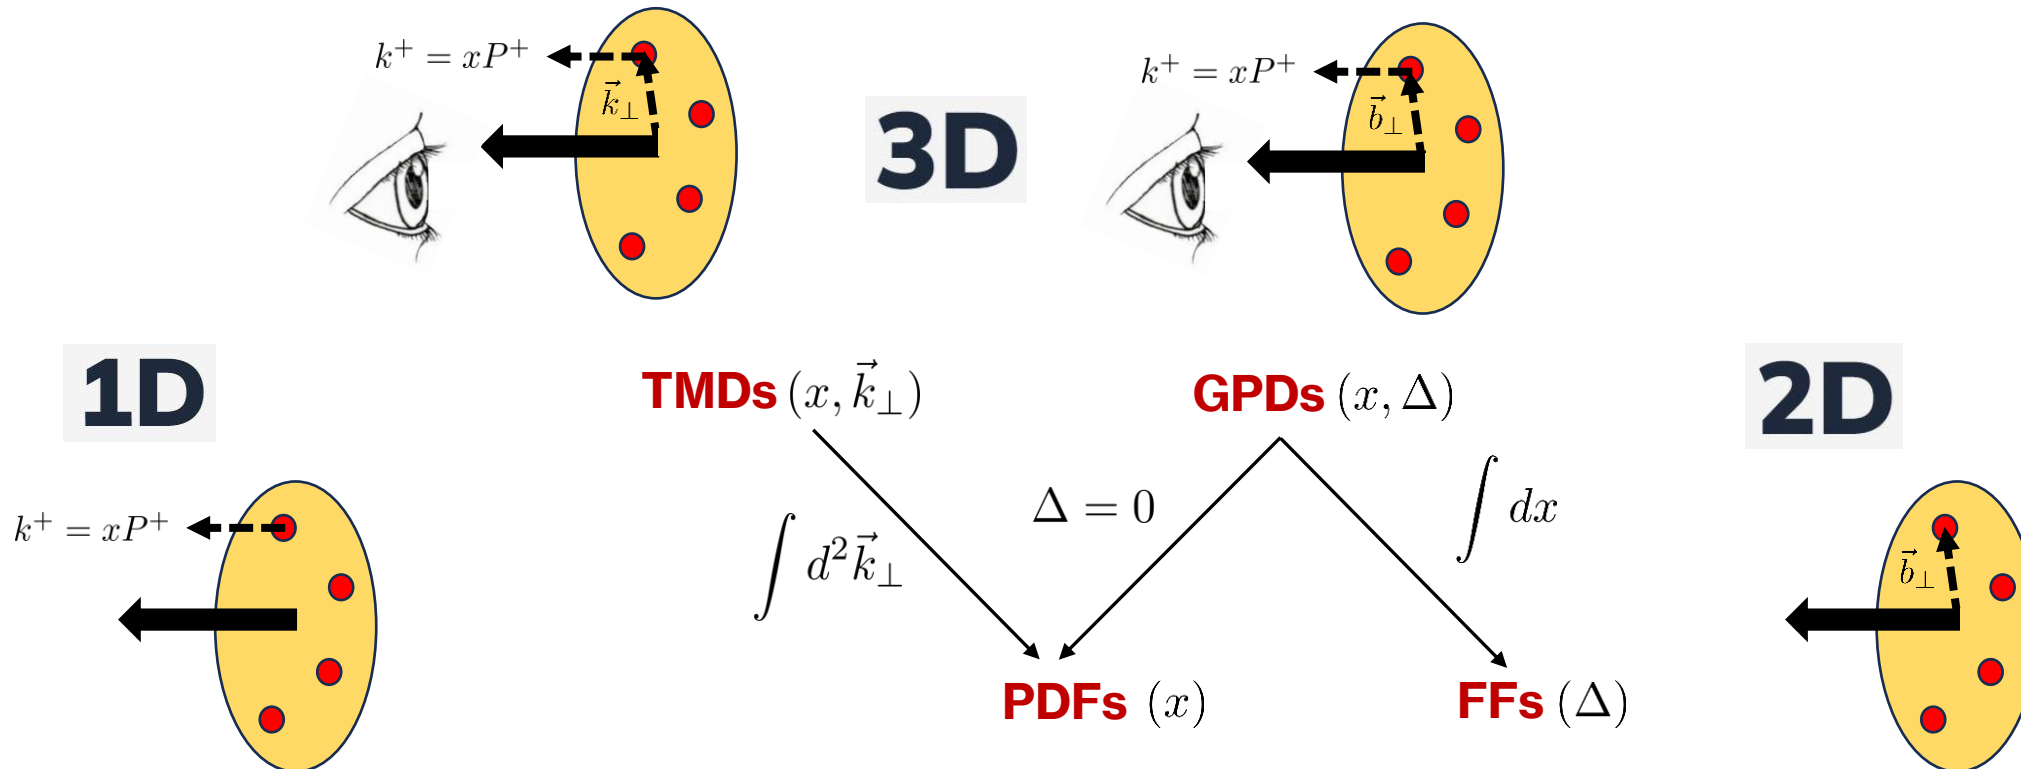 k⁺ = xP⁺
k⃗⊥
3D
k⁺ = xP⁺
b⃗⊥
1D
TMDs (x, k⃗⊥)
GPDs (x, Δ)
2D
k⁺ = xP⁺
∫ d²k⃗⊥
Δ = 0
∫ dx
b⃗⊥
PDFs (x)
FFs (Δ)